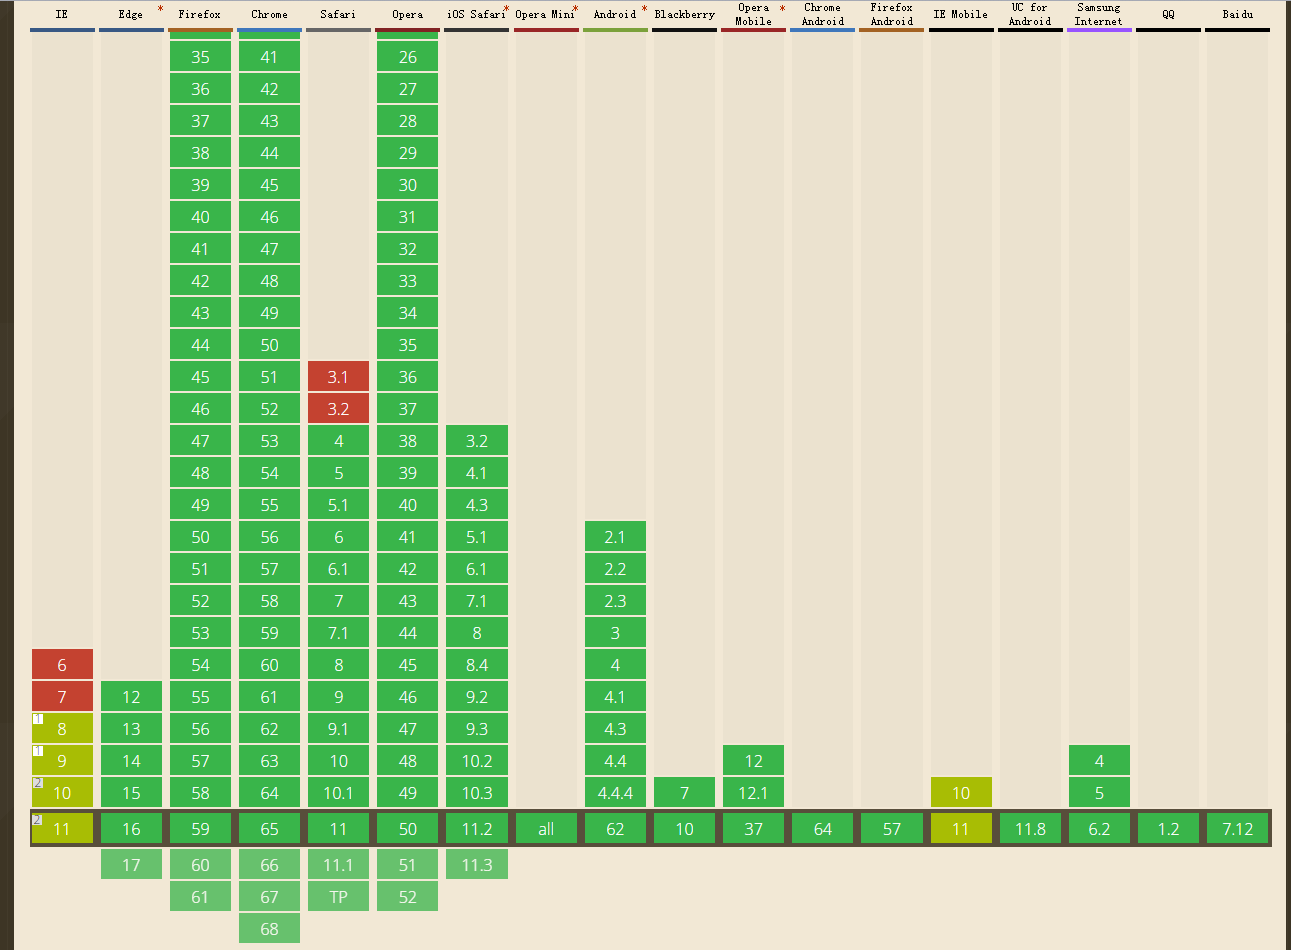 IE Edge * Firefox Chrome Safari Opera iOS Safari * Opera Mini * Android * Blackberry Opera Mobile * Chrome Android Firefox Android IE Mobile UC for Android Samsung Internet QQ Baidu
35 41 26
36 42 27
37 43 28
38 44 29
39 45 30
40 46 31
41 47 32
42 48 33
43 49 34
44 50 35
45 51 3.1 36
46 52 3.2 37
47 53 4 38 3.2
48 54 5 39 4.1
49 55 5.1 40 4.3
50 56 6 41 5.1 2.1
51 57 6.1 42 6.1 2.2
52 58 7 43 7.1 2.3
53 59 7.1 44 8 3
6 54 60 8 45 8.4 4
7 12 55 61 9 46 9.2 4.1
1 8 13 56 62 9.1 47 9.3 4.3
1 9 14 57 63 10 48 10.2 4.4 12 4
2 10 15 58 64 10.1 49 10.3 4.4.4 7 12.1 10 5
2 11 16 59 65 11 50 11.2 all 62 10 37 64 57 11 11.8 6.2 1.2 7.12
17 60 66 11.1 51 11.3
61 67 TP 52
68